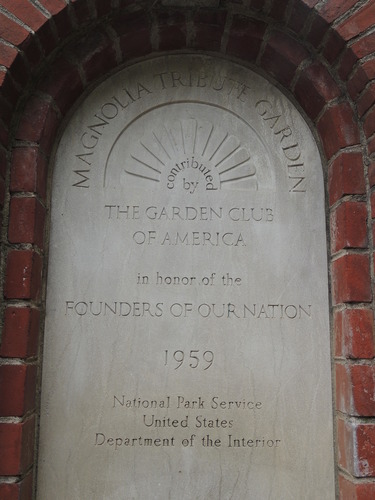 MAGNOLIA TRIBUTE GARDEN
contributed
by
THE GARDEN CLUB
OF AMERICA
in honor of the
FOUNDERS OF OUR NATION
1959
National Park Service
United States
Department of the Interior